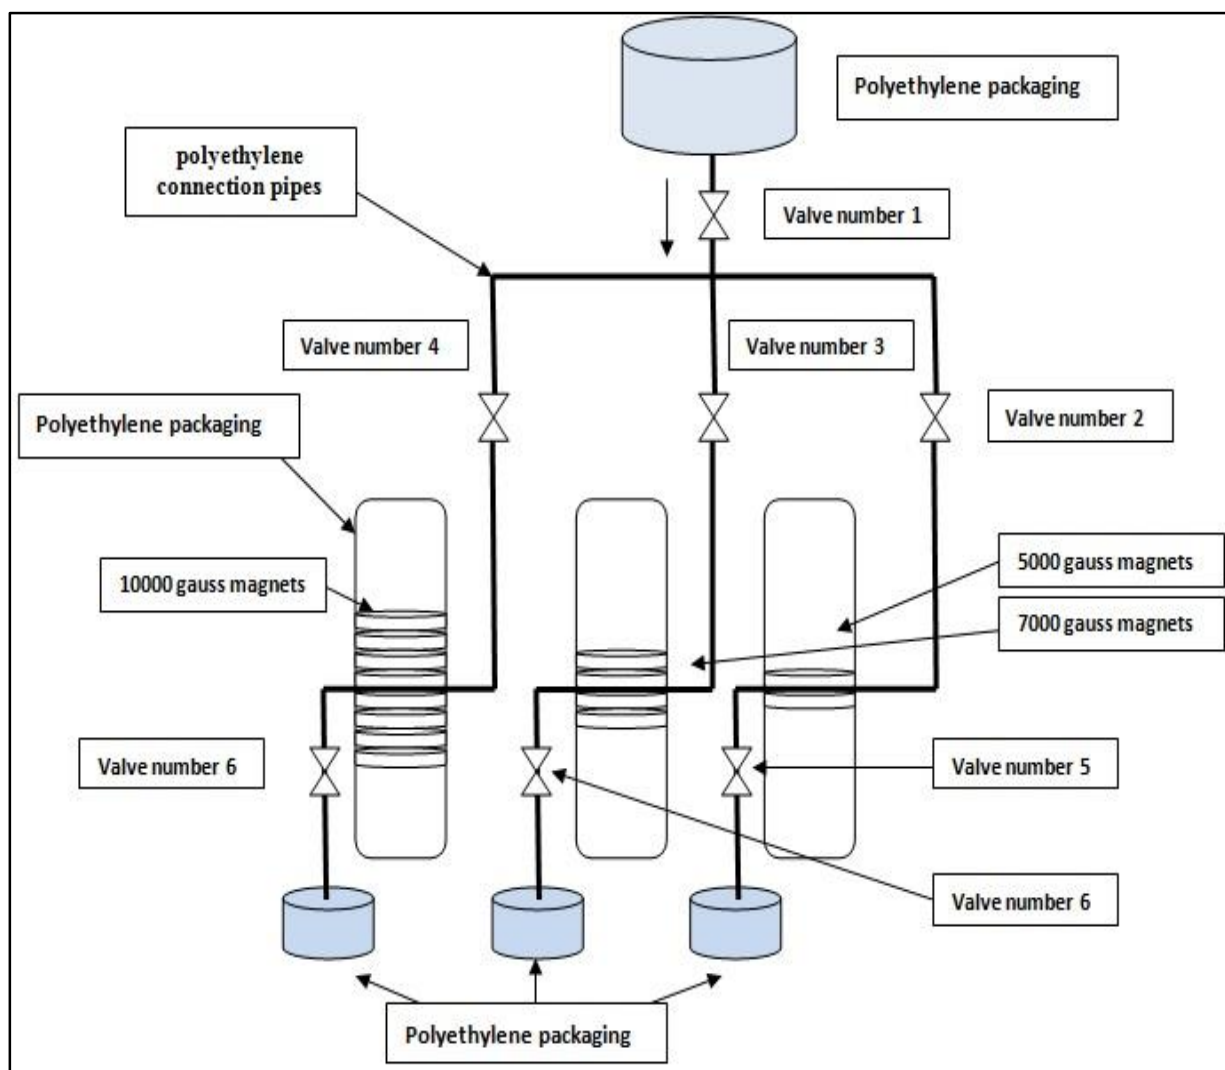 Polyethylene packaging
polyethylene
connection pipes
Valve number 1
Valve number 4
Valve number 3
Polyethylene packaging
Valve number 2
10000 gauss magnets
5000 gauss magnets
7000 gauss magnets
Valve number 6
Valve number 5
Valve number 6
Polyethylene packaging